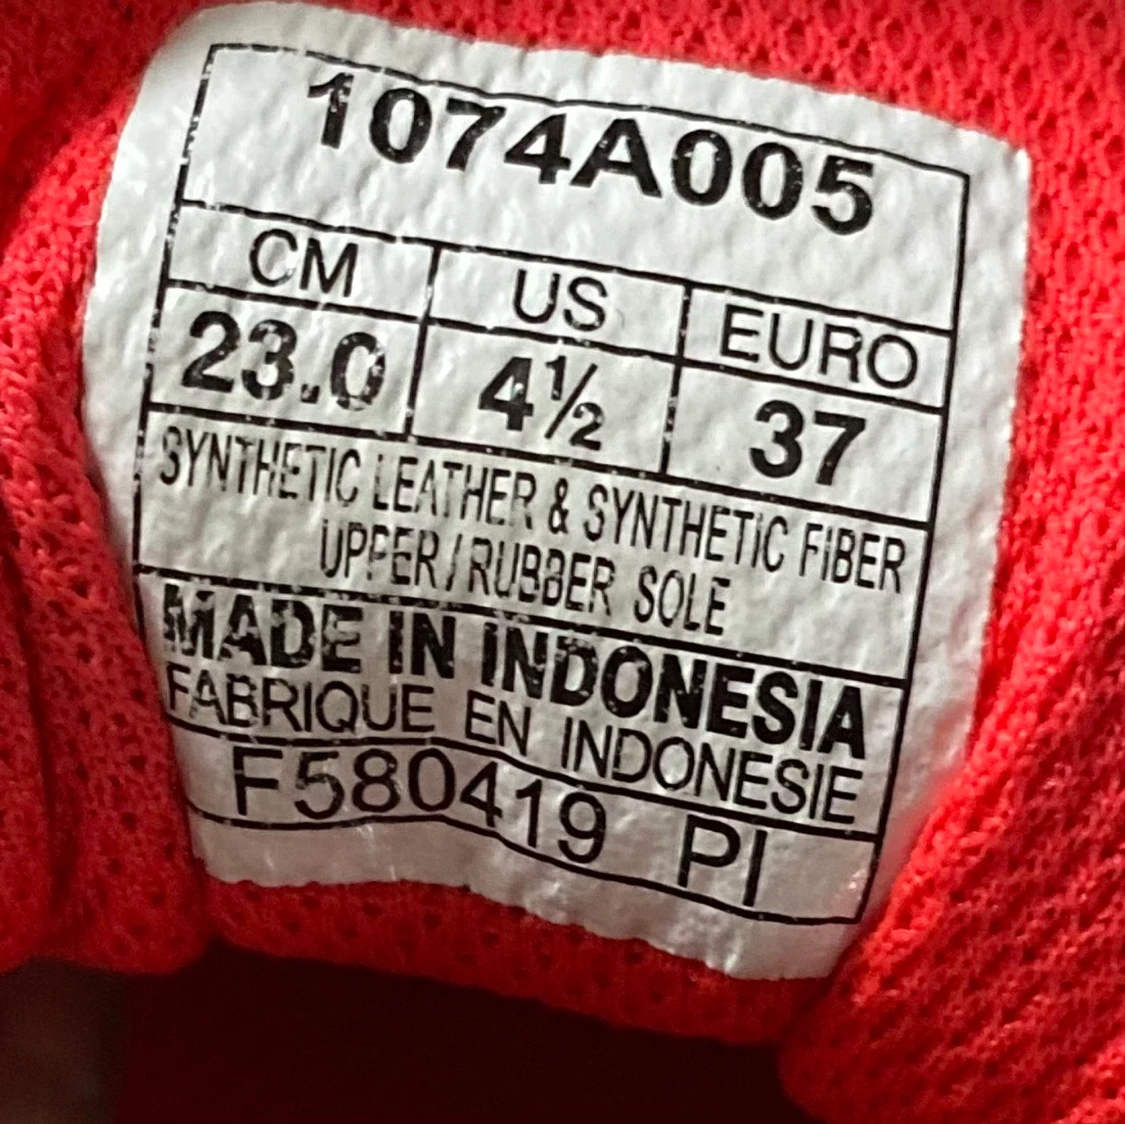 1074A005
CM US EURO
23.0 4½ 37
SYNTHETIC LEATHER & SYNTHETIC FIBER
UPPER/RUBBER SOLE
MADE IN INDONESIA
FABRIQUE EN INDONESIE
F580419 PI